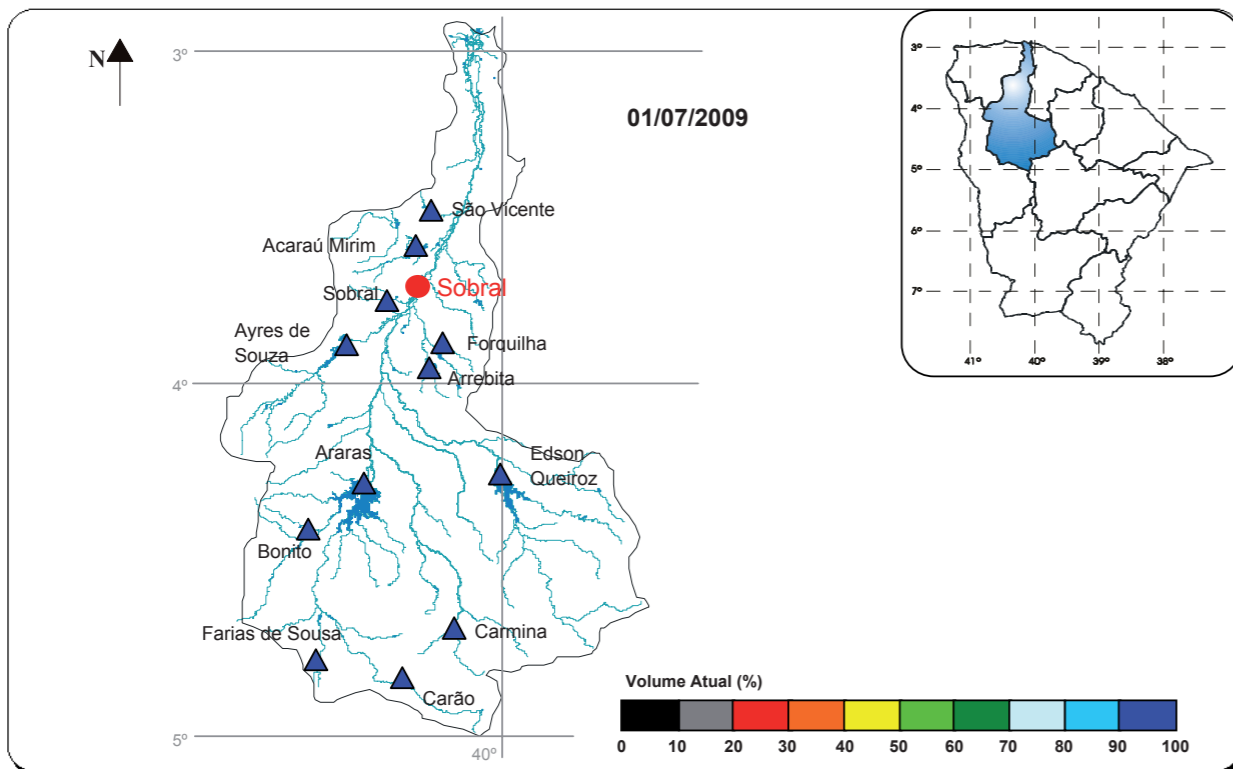 N
3º
01/07/2009
São Vicente
Acaraú Mirim
Sobral
Sobral
Ayres de
Souza
Forquilha
Arrebita
4º
Araras
Edson
Queiroz
Bonito
Farias de Sousa
Carmina
Carão
5º
40º
Volume Atual (%)
0 10 20 30 40 50 60 70 80 90 100
3º
4º
5º
6º
7º
41º 40º 39º 38º